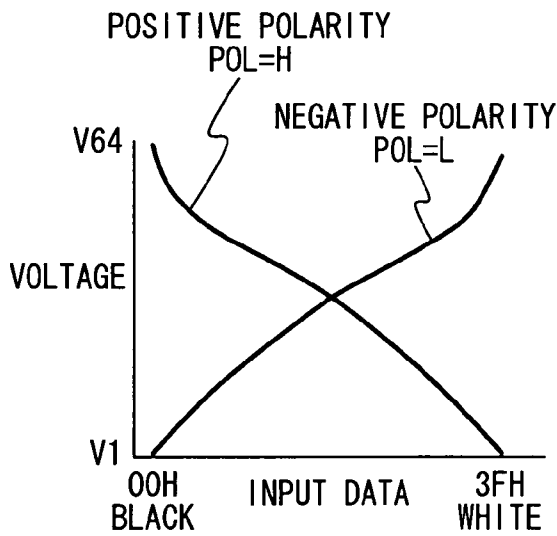 POSITIVE POLARITY
POL=H
NEGATIVE POLARITY
POL=L
V64
VOLTAGE
V1
00H
BLACK
INPUT DATA
3FH
WHITE